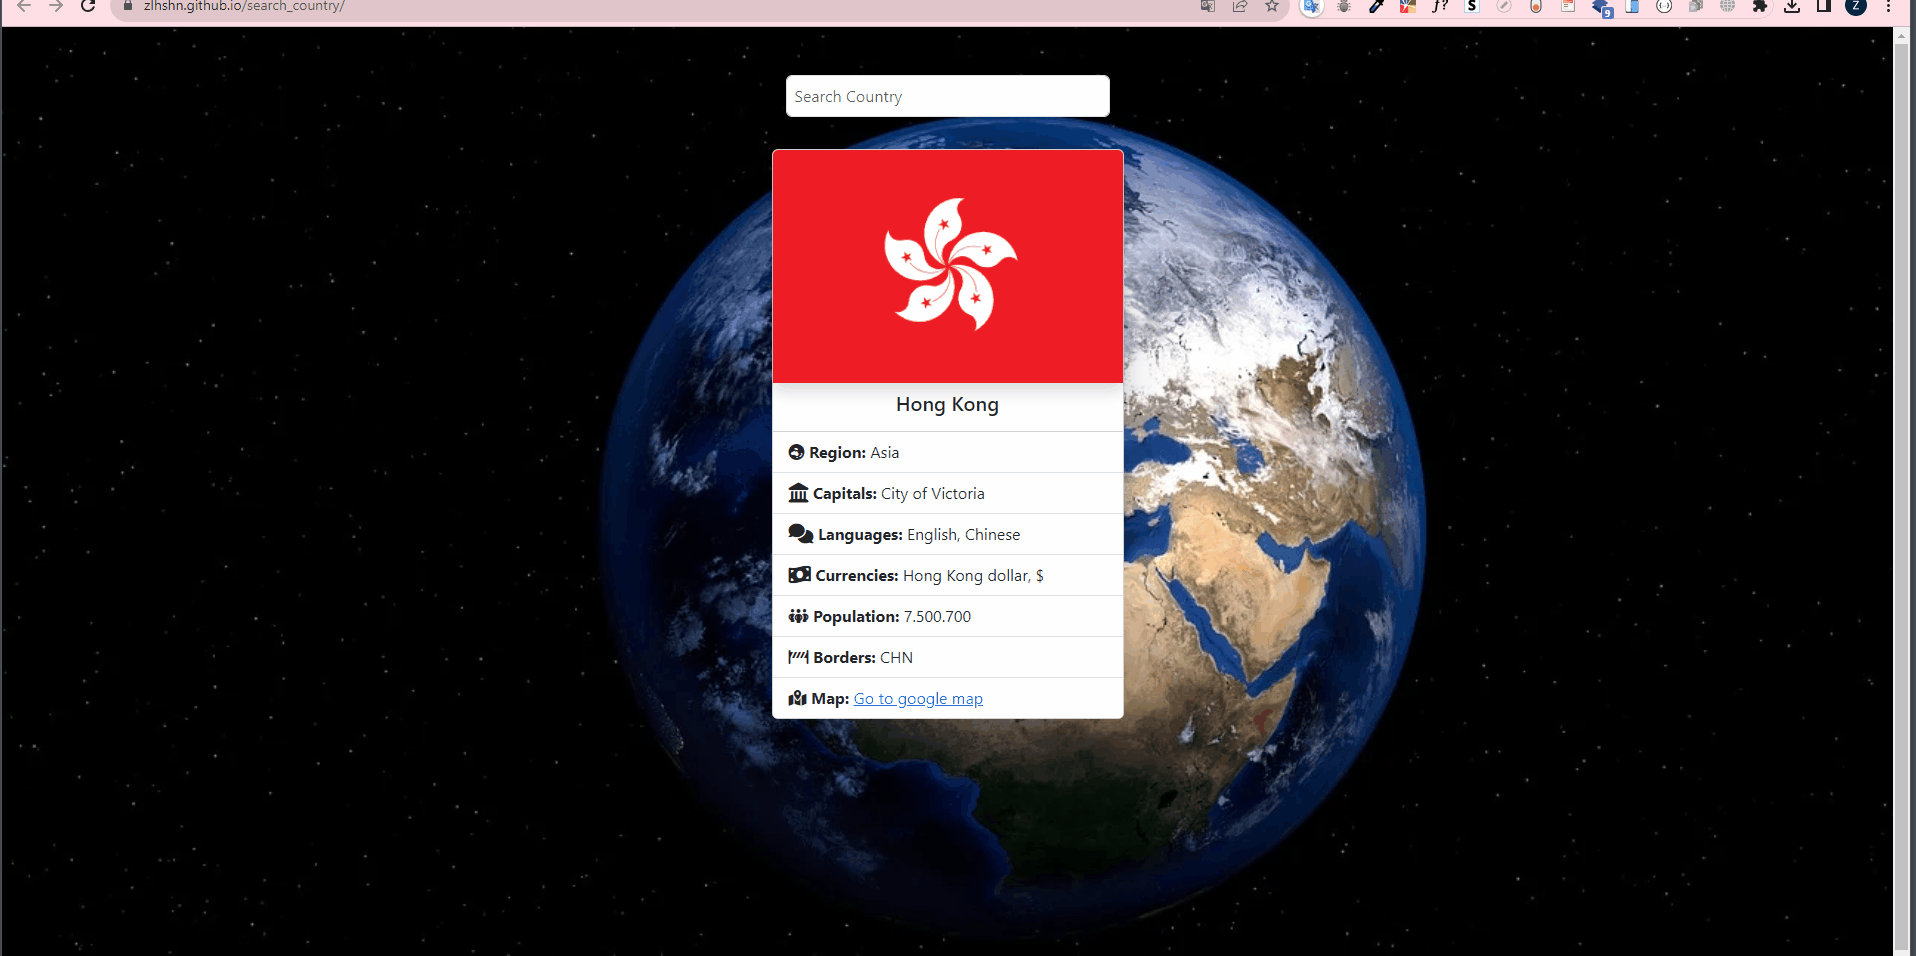 zlhshn.github.io/search_country/
ƒ?
S
9
Z
Search Country
Hong Kong
Region: Asia
Capitals: City of Victoria
Languages: English, Chinese
Currencies: Hong Kong dollar, $
Population: 7.500.700
Borders: CHN
Map: Go to google map